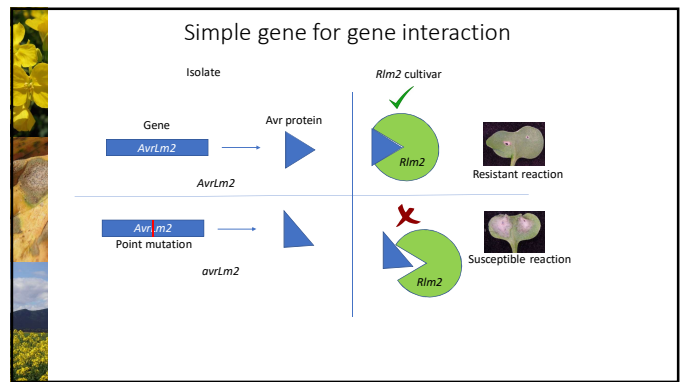 Simple gene for gene interaction
Isolate
Rlm2 cultivar
Gene
Avr protein
AvrLm2
Rlm2
Resistant reaction
AvrLm2
AvrLm2
Point mutation
Susceptible reaction
avrLm2
Rlm2